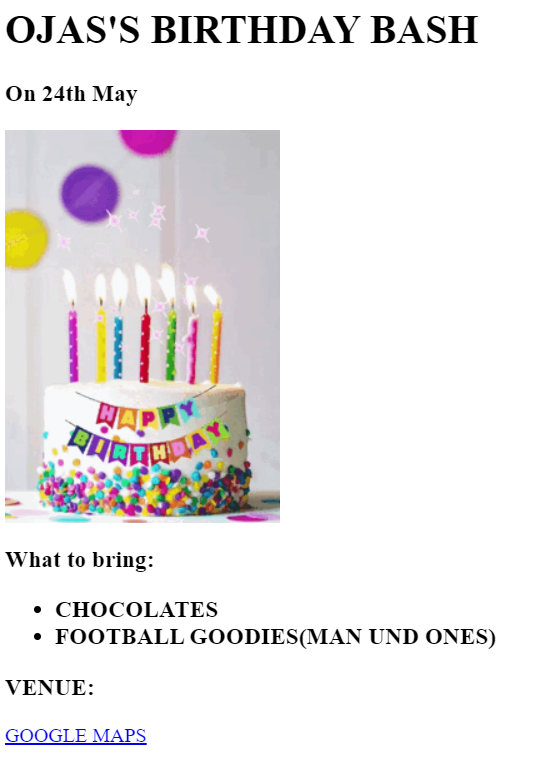 OJAS'S BIRTHDAY BASH
On 24th May
HAPPY
BIRTHDAY
What to bring:
• CHOCOLATES
• FOOTBALL GOODIES(MAN UND ONES)
VENUE:
GOOGLE MAPS